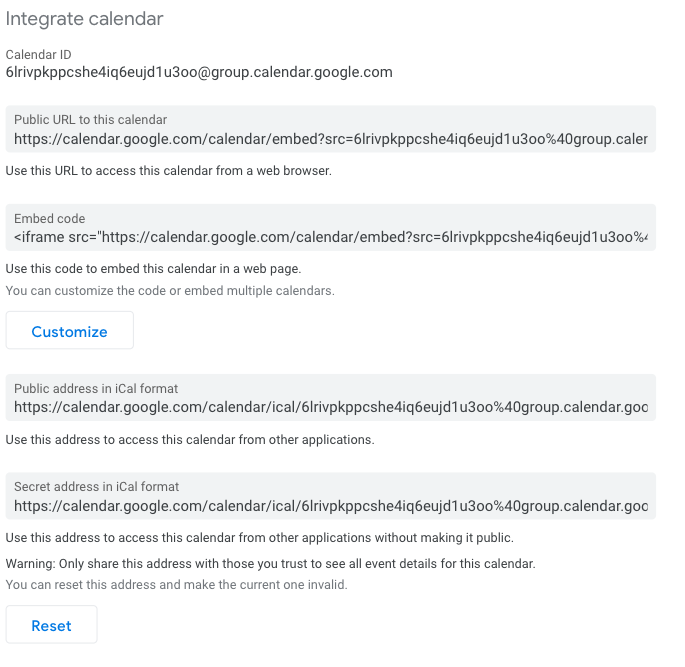 Integrate calendar
Calendar ID
6lrivpkppcshe4iq6eujd1u3oo@group.calendar.google.com
Public URL to this calendar
https://calendar.google.com/calendar/embed?src=6lrivpkppcshe4iq6eujd1u3oo%40group.caler
Use this URL to access this calendar from a web browser.
Embed code
<iframe src="https://calendar.google.com/calendar/embed?src=6lrivpkppcshe4iq6eujd1u3oo%4
Use this code to embed this calendar in a web page.
You can customize the code or embed multiple calendars.
Customize
Public address in iCal format
https://calendar.google.com/calendar/ical/6lrivpkppcshe4iq6eujd1u3oo%40group.calendar.goo
Use this address to access this calendar from other applications.
Secret address in iCal format
https://calendar.google.com/calendar/ical/6lrivpkppcshe4iq6eujd1u3oo%40group.calendar.goo
Use this address to access this calendar from other applications without making it public.
Warning: Only share this address with those you trust to see all event details for this calendar.
You can reset this address and make the current one invalid.
Reset